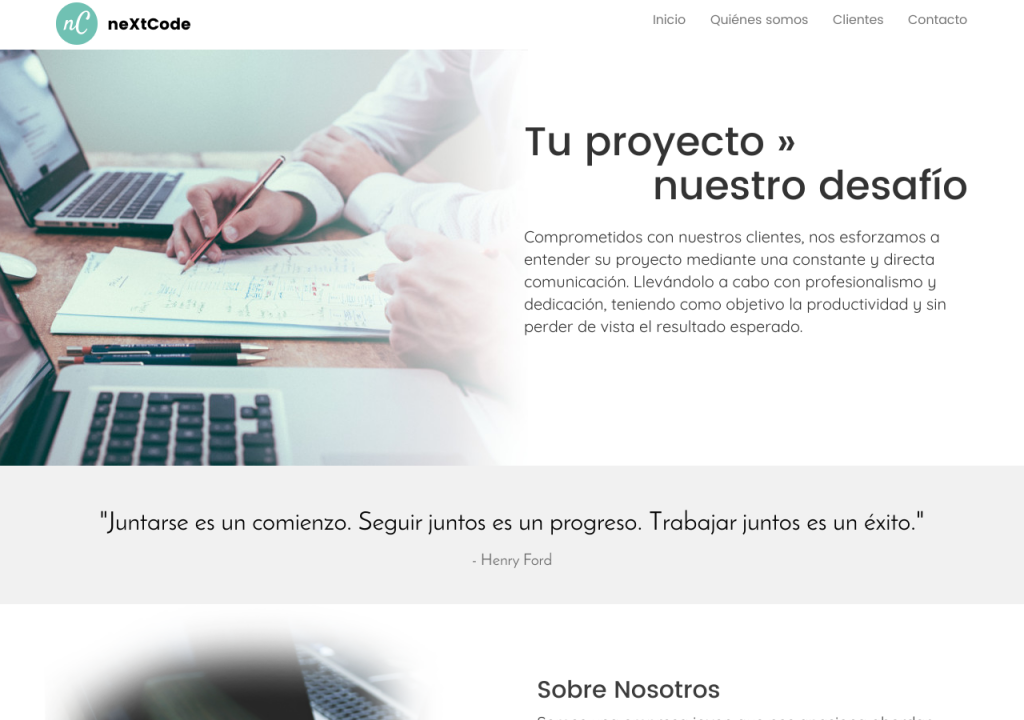 nC neXtCode
Inicio Quiénes somos Clientes Contacto
Tu proyecto »
nuestro desafío
Comprometidos con nuestros clientes, nos esforzamos a
entender su proyecto mediante una constante y directa
comunicación. Llevándolo a cabo con profesionalismo y
dedicación, teniendo como objetivo la productividad y sin
perder de vista el resultado esperado.
"Juntarse es un comienzo. Seguir juntos es un progreso. Trabajar juntos es un éxito."
- Henry Ford
Sobre Nosotros